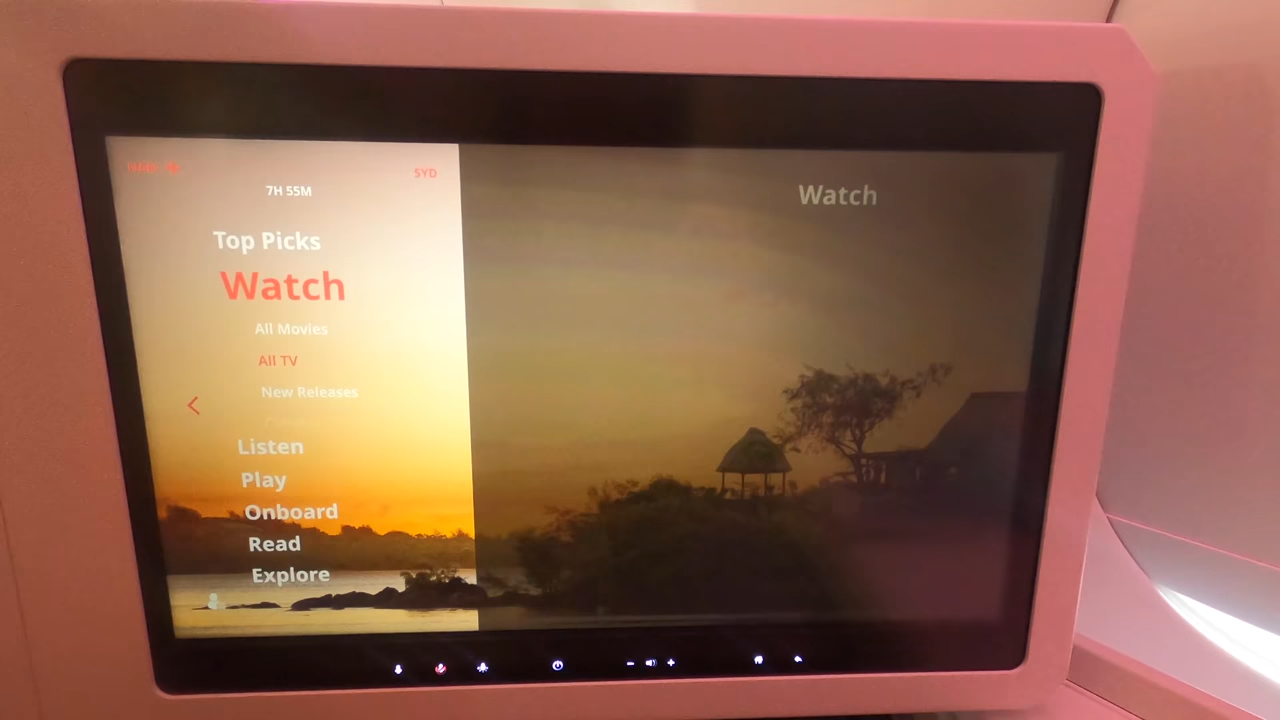 SYD
7H 55M
Top Picks
Watch
All Movies
All TV
New Releases
Listen
Play
Onboard
Read
Explore
Watch